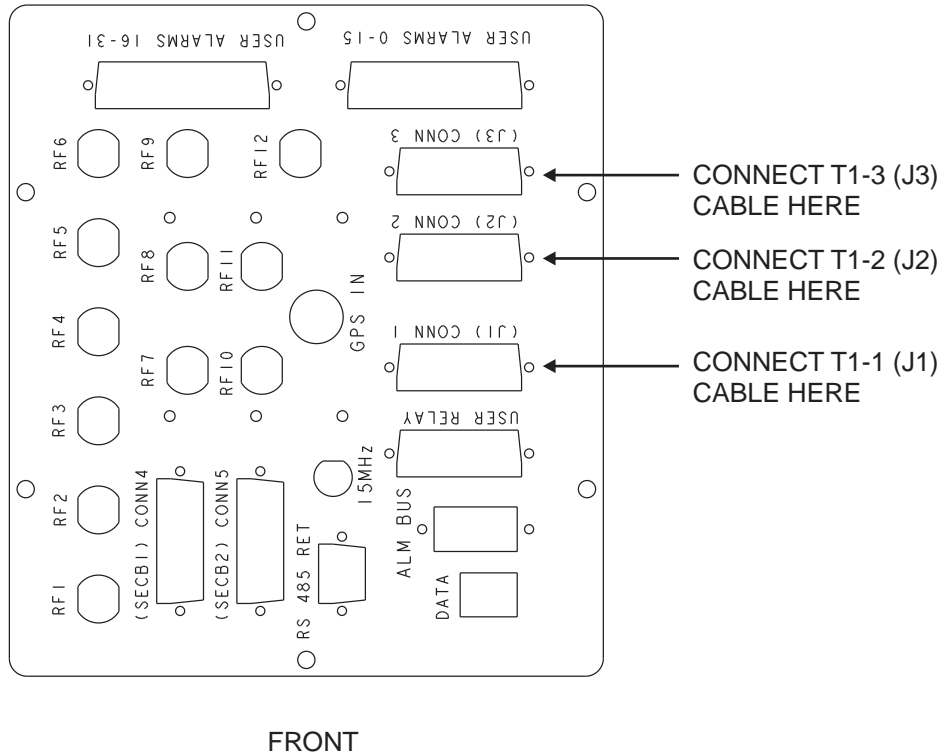 USER ALARMS 16-31
USER ALARMS 0-15
RF6
RF9
RF12
(J3) CONN 3
CONNECT T1-3 (J3)
CABLE HERE
RF5
RF8
RF11
(J2) CONN 2
CONNECT T1-2 (J2)
CABLE HERE
RF4
GPS IN
RF7
RF10
(J1) CONN 1
CONNECT T1-1 (J1)
CABLE HERE
RF3
USER RELAY
15MHz
RF2
(SECB1) CONN4
(SECB2) CONN5
RS 485 RET
ALM BUS
RF1
DATA
FRONT